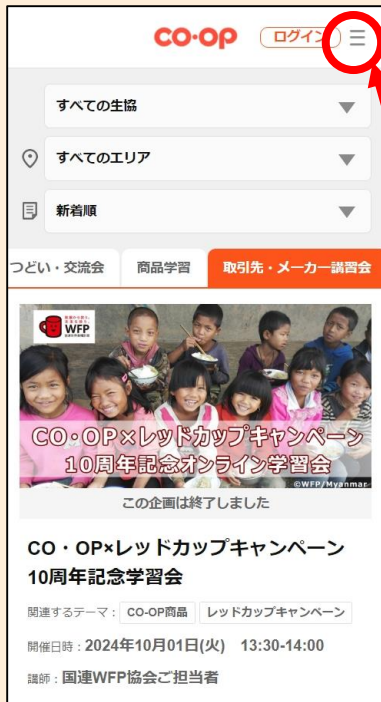 co・op
ログイン
すべての生協
すべてのエリア
新着順
つどい・交流会
商品学習
取引先・メーカー講習会
WFP
CO・OP×レッドカップキャンペーン
10周年記念オンライン学習会
©WFP/Myanmar
この企画は終了しました
CO・OP×レッドカップキャンペーン
10周年記念学習会
関連するテーマ： CO-OP商品 レッドカップキャンペーン
開催日時：2024年10月01日(火) 13:30-14:00
講師：国連WFP協会ご担当者